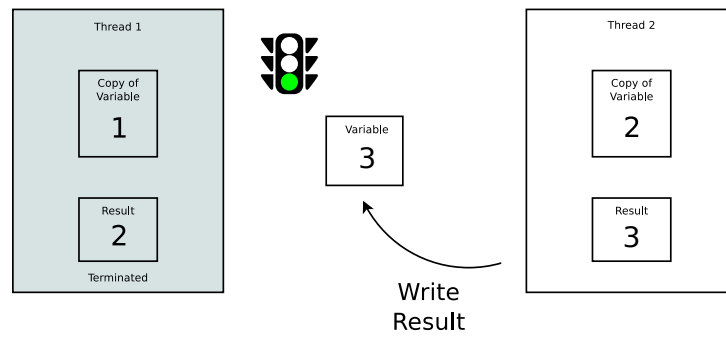 Thread 1
Copy of
Variable
1
Result
2
Terminated
Variable
3
Write
Result
Thread 2
Copy of
Variable
2
Result
3